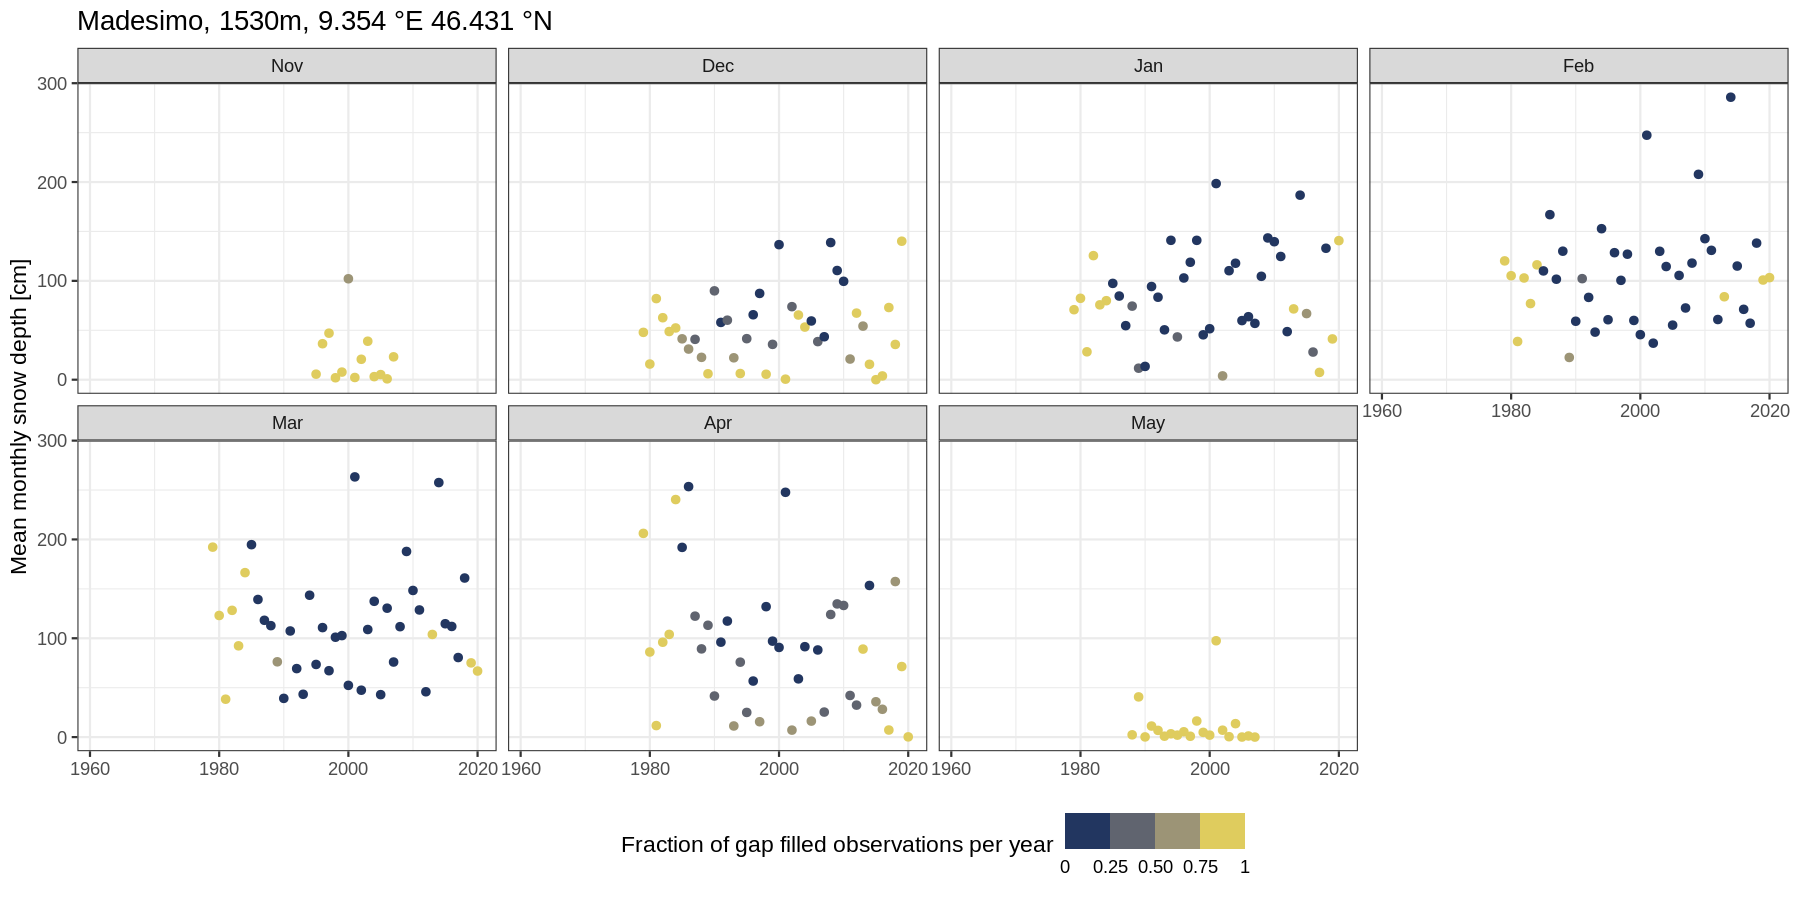 Madesimo, 1530m, 9.354 °E 46.431 °N
Nov
Dec
Jan
Feb
300
200
100
0
1960
1980
2000
2020
Mean monthly snow depth [cm]
Mar
Apr
May
300
200
100
0
1960
1980
2000
2020
1960
1980
2000
2020
1960
1980
2000
2020
Fraction of gap filled observations per year
0
0.25
0.50
0.75
1